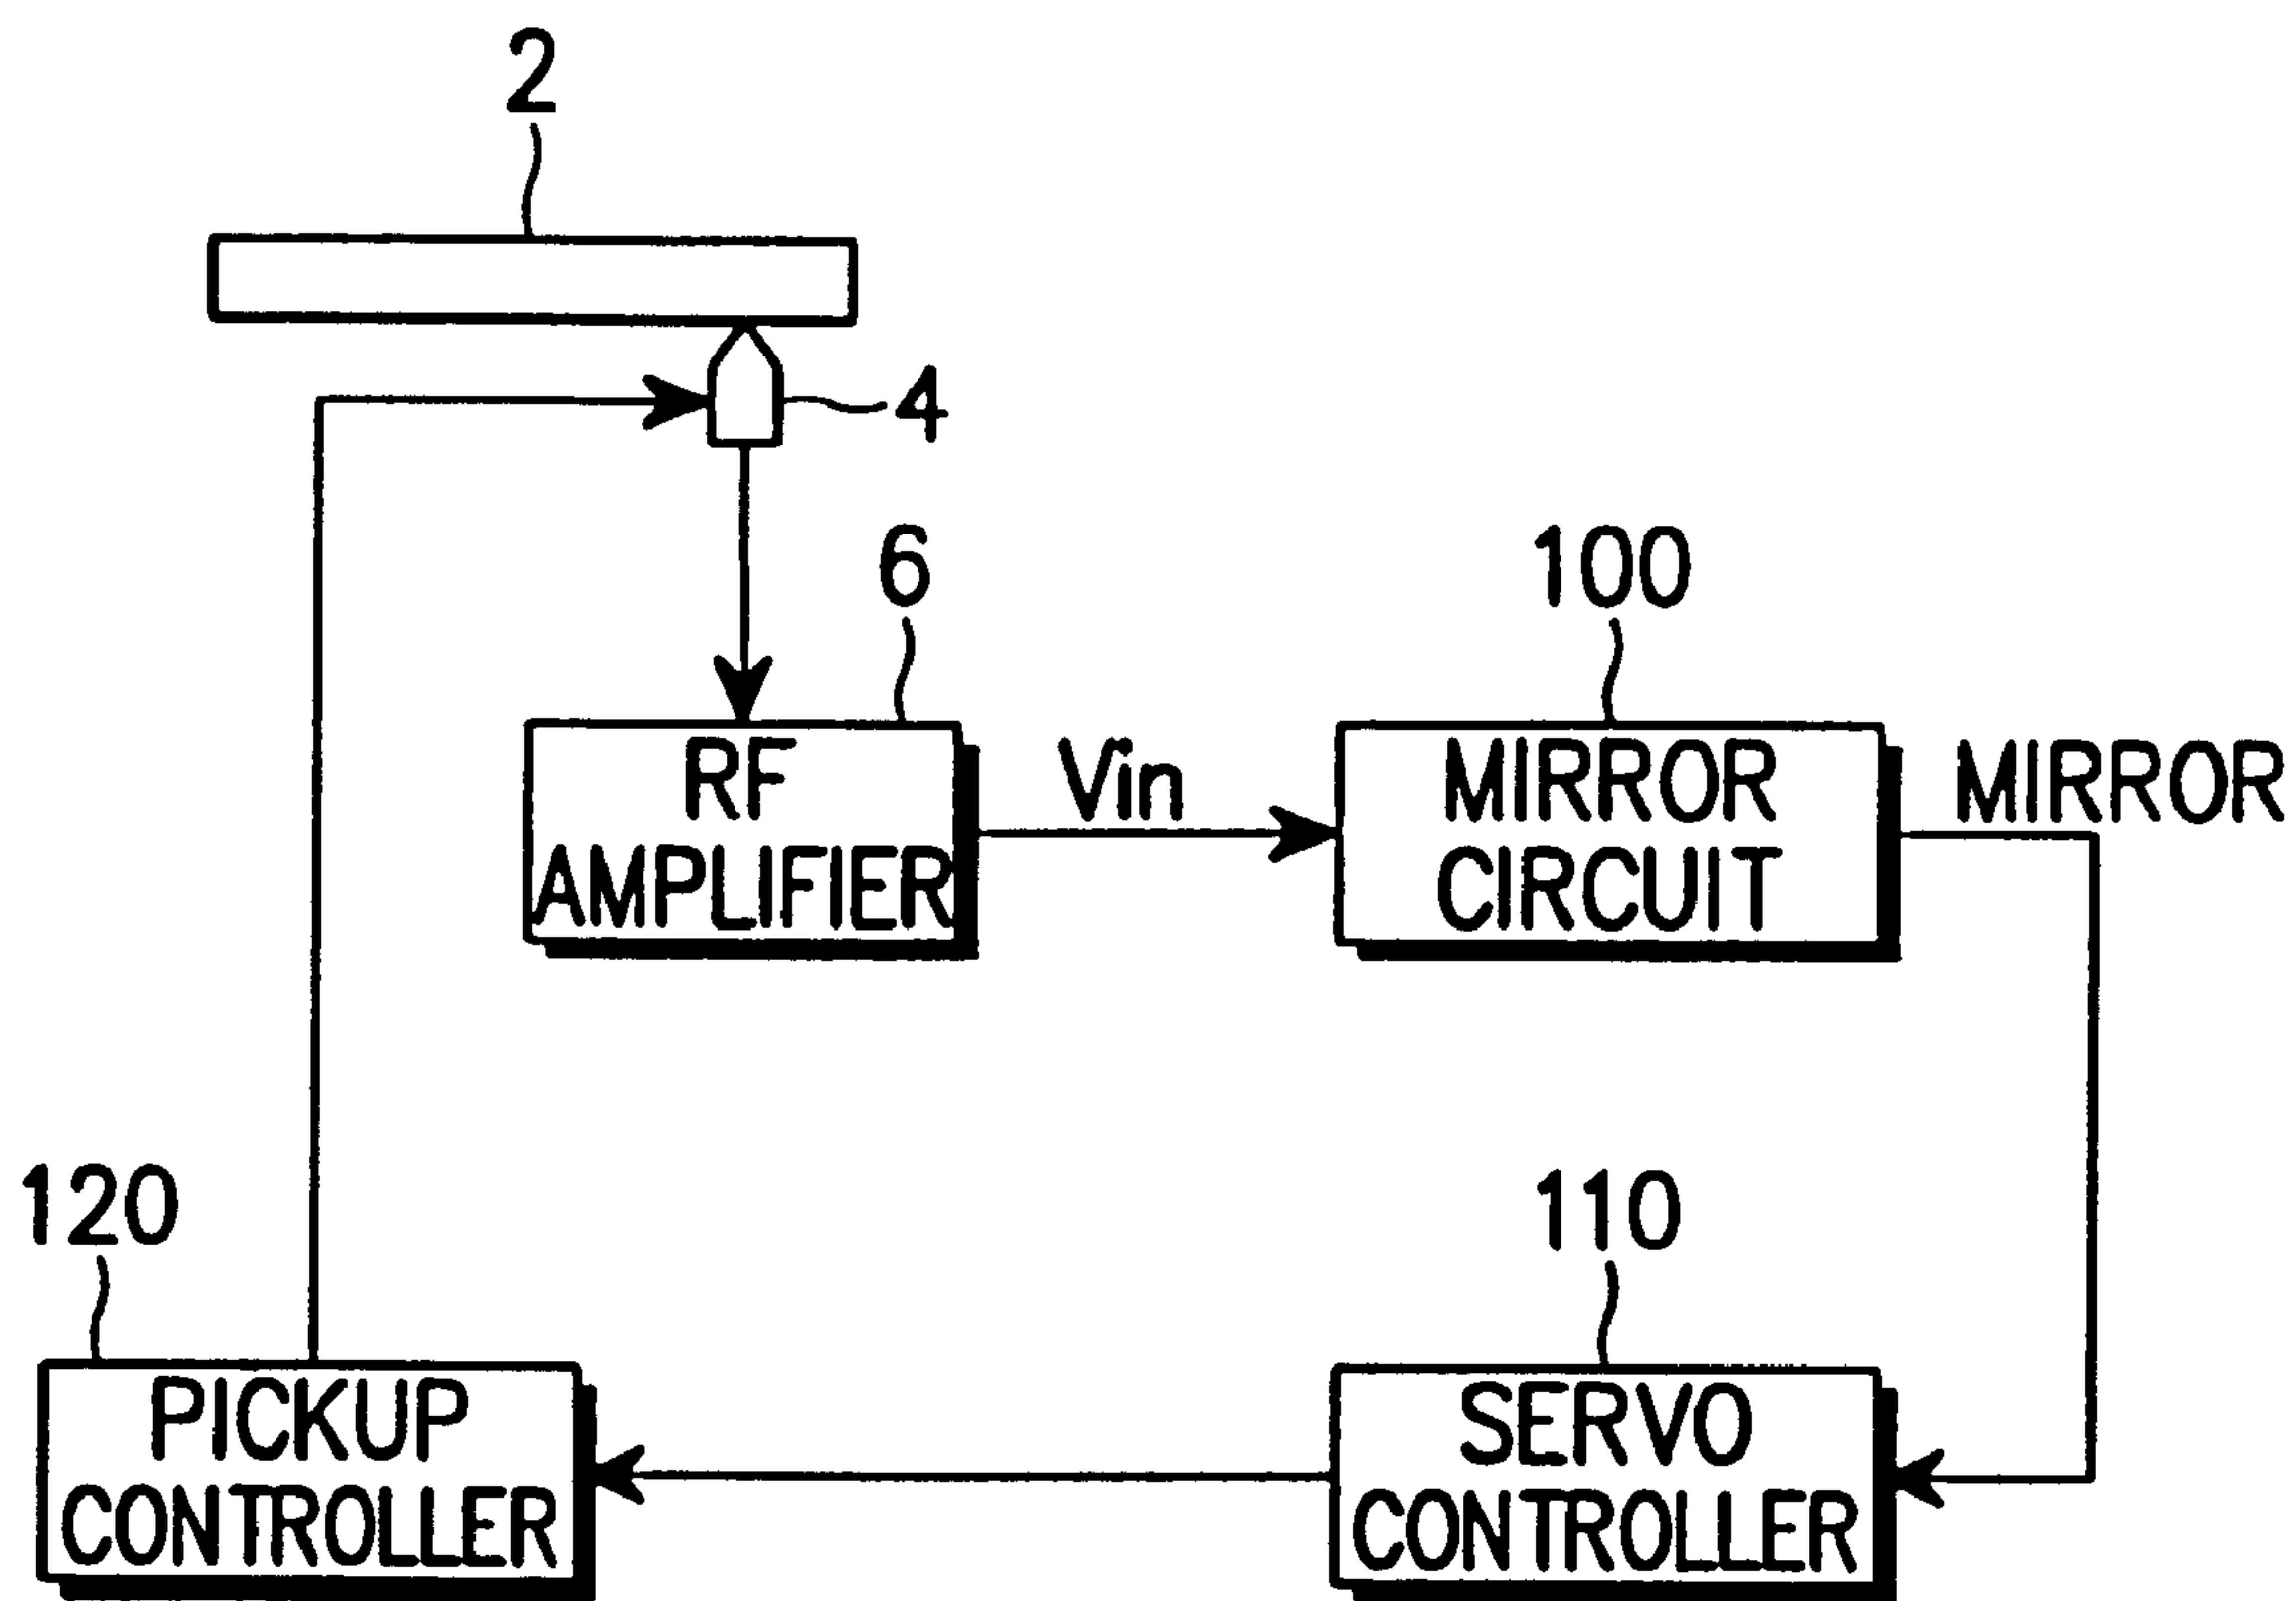 2
4
6
RF
AMPLIFIER
Vin
100
MIRROR
CIRCUIT
MIRROR
120
PICKUP
CONTROLLER
110
SERVO
CONTROLLER